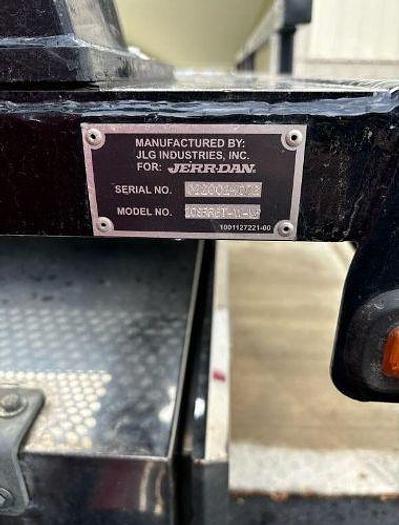 MANUFACTURED BY:
JLG INDUSTRIES, INC.
FOR: JERR-DAN.
SERIAL NO.
MODEL NO.
1001127221-00